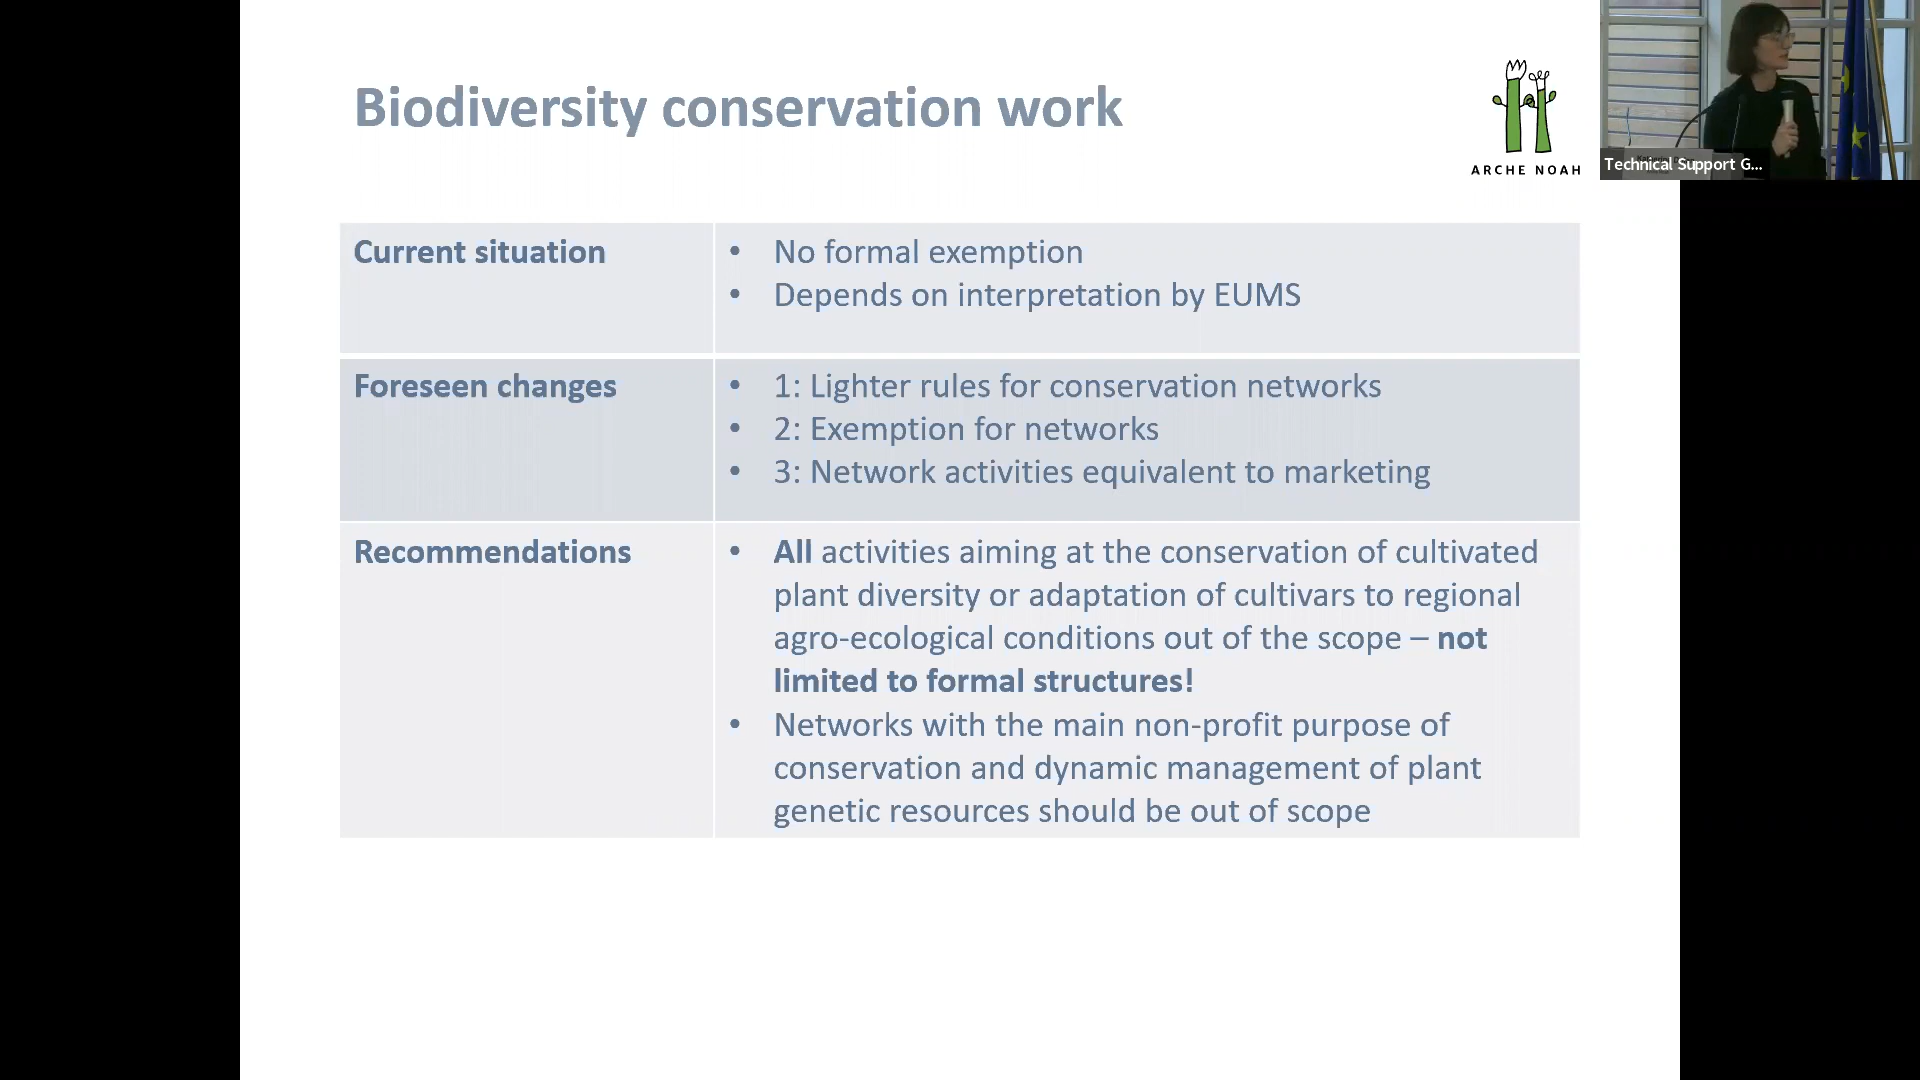 Biodiversity conservation work
ARCHE NOAH
Technical Support G...
Current situation
• No formal exemption
• Depends on interpretation by EUMS
Foreseen changes
• 1: Lighter rules for conservation networks
• 2: Exemption for networks
• 3: Network activities equivalent to marketing
Recommendations
• All activities aiming at the conservation of cultivated
plant diversity or adaptation of cultivars to regional
agro-ecological conditions out of the scope – not
limited to formal structures!
• Networks with the main non-profit purpose of
conservation and dynamic management of plant
genetic resources should be out of scope